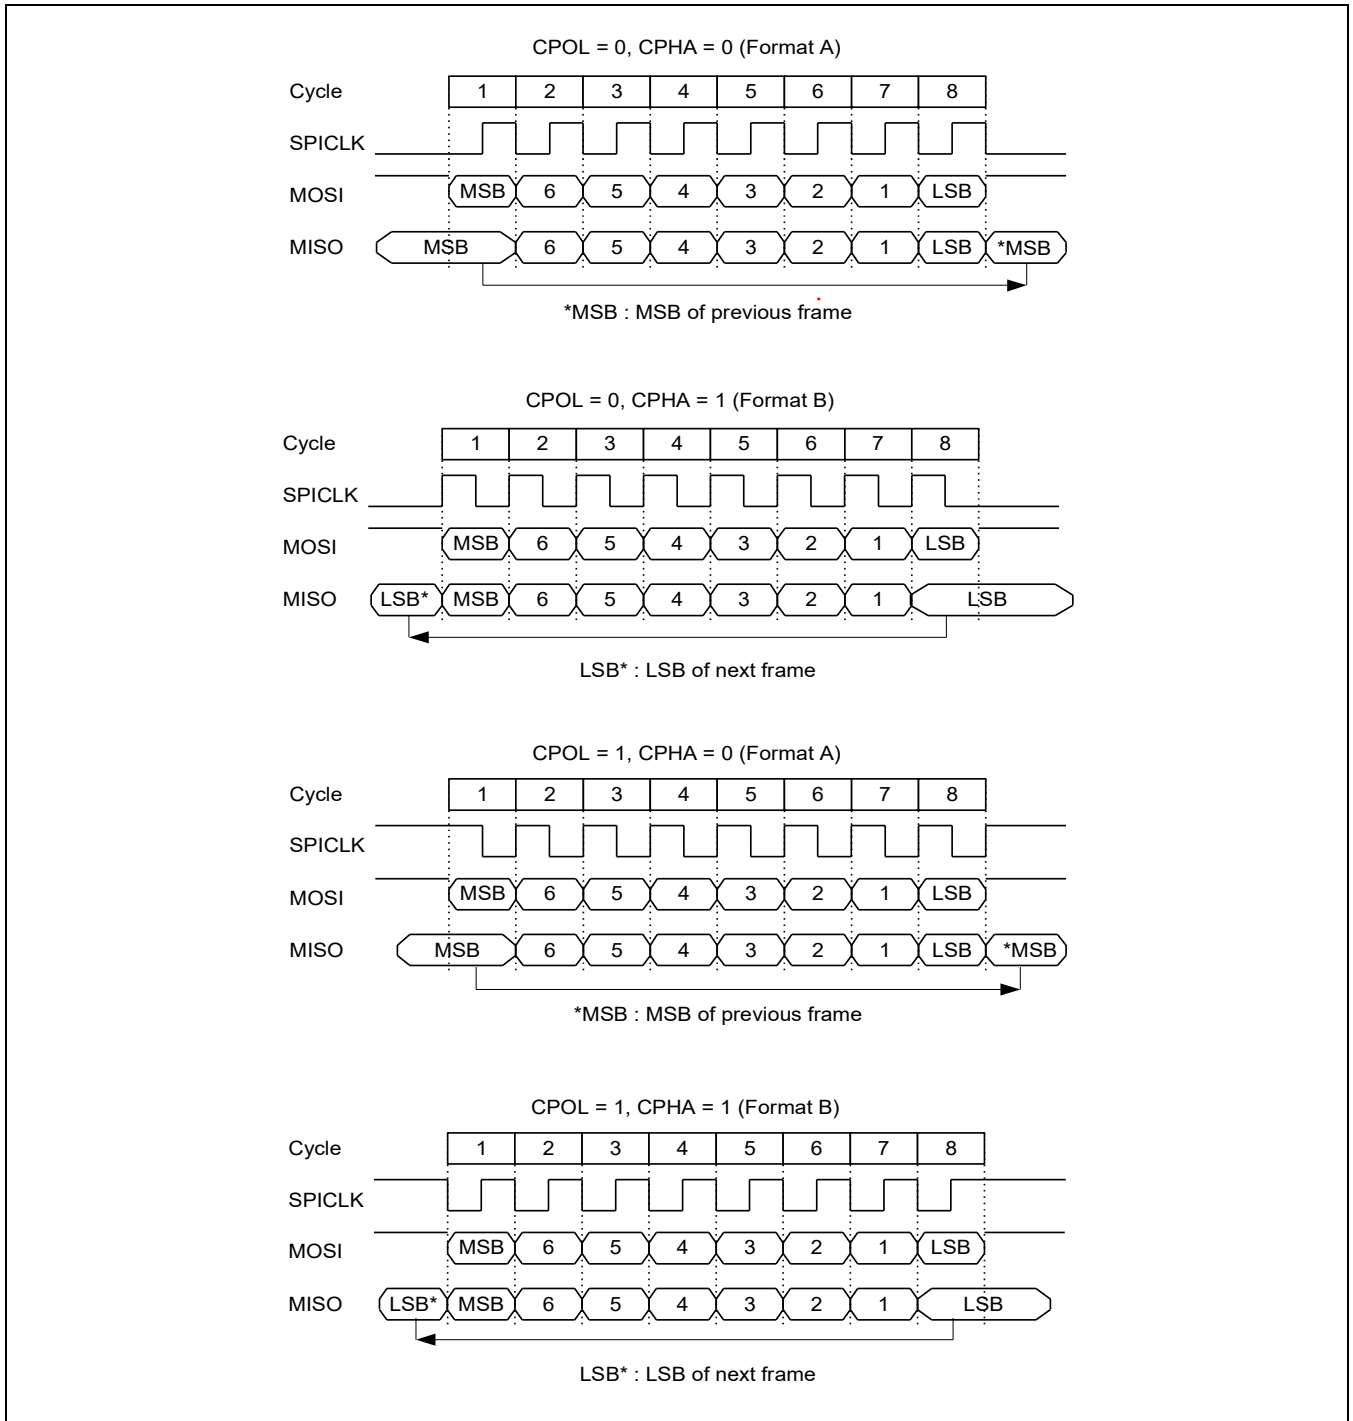 CPOL = 0, CPHA = 0 (Format A)
Cycle 1 2 3 4 5 6 7 8
SPICLK
MOSI MSB 6 5 4 3 2 1 LSB
MISO MSB 6 5 4 3 2 1 LSB *MSB
*MSB : MSB of previous frame
CPOL = 0, CPHA = 1 (Format B)
Cycle 1 2 3 4 5 6 7 8
SPICLK
MOSI MSB 6 5 4 3 2 1 LSB
MISO LSB* MSB 6 5 4 3 2 1 LSB
LSB* : LSB of next frame
CPOL = 1, CPHA = 0 (Format A)
Cycle 1 2 3 4 5 6 7 8
SPICLK
MOSI MSB 6 5 4 3 2 1 LSB
MISO MSB 6 5 4 3 2 1 LSB *MSB
*MSB : MSB of previous frame
CPOL = 1, CPHA = 1 (Format B)
Cycle 1 2 3 4 5 6 7 8
SPICLK
MOSI MSB 6 5 4 3 2 1 LSB
MISO LSB* MSB 6 5 4 3 2 1 LSB
LSB* : LSB of next frame